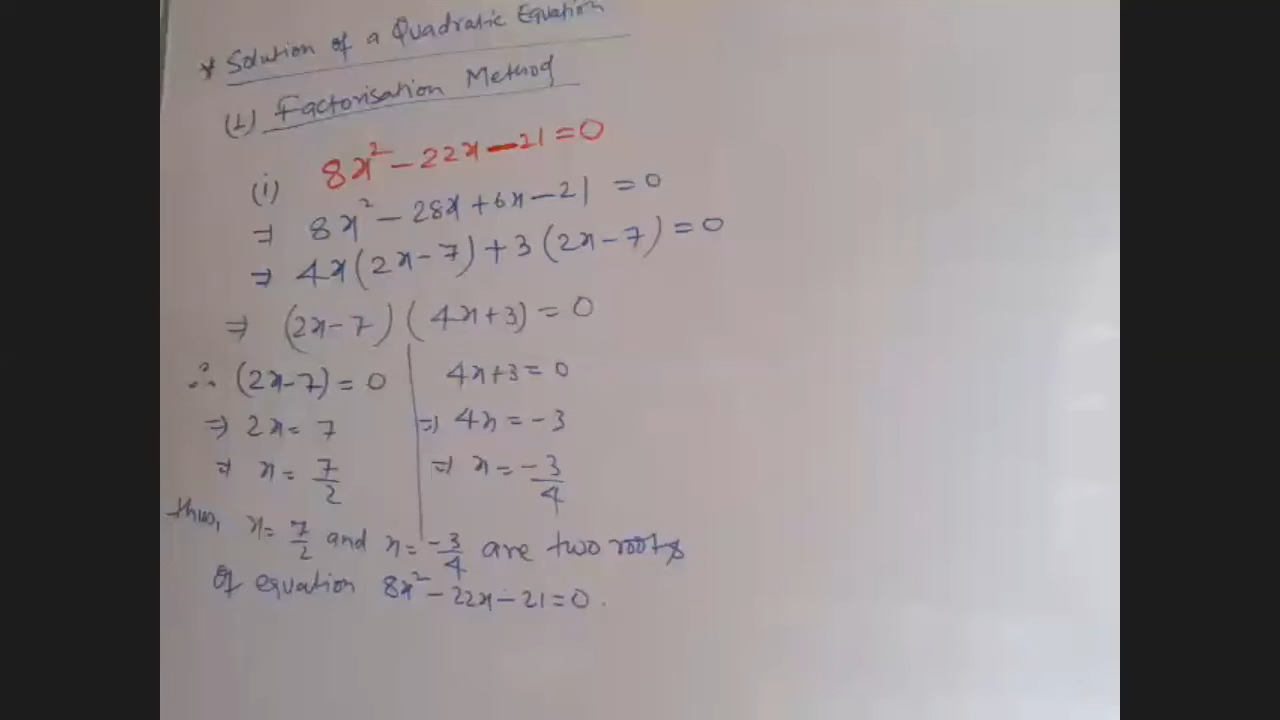 * Solution of a Quadratic Equation
(1) Factorisation Method
(i) 8x² - 22x - 21 = 0
⇒ 8x² - 28x + 6x - 21 = 0
⇒ 4x(2x - 7) + 3(2x - 7) = 0
⇒ (2x - 7)(4x + 3) = 0
∴ (2x - 7) = 0 | 4x + 3 = 0
⇒ 2x = 7 | ⇒ 4x = -3
⇒ x = 7/2 | ⇒ x = -3/4
thus, x = 7/2 and x = -3/4 are two roots
of equation 8x² - 22x - 21 = 0.